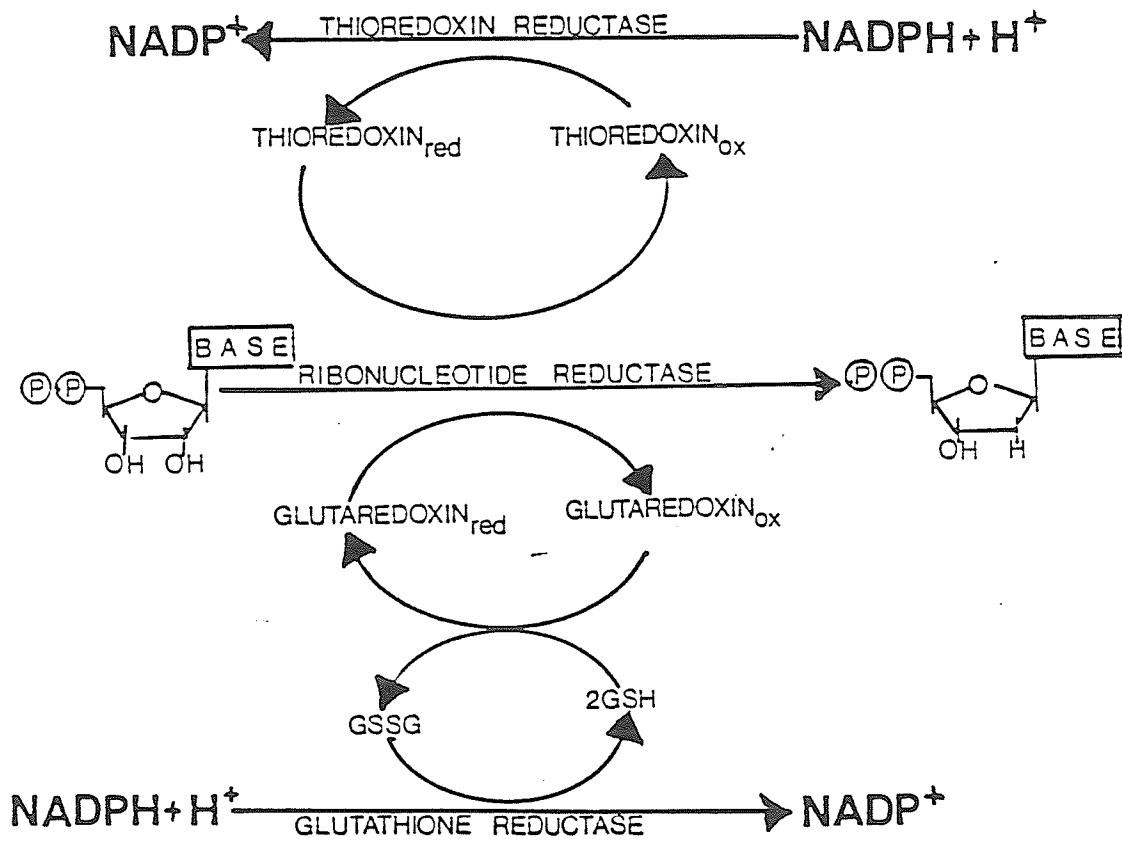 NADP+ THIOREDOXIN REDUCTASE NADPH + H+
THIOREDOXINred THIOREDOXINox
BASE BASE
P P O RIBONUCLEOTIDE REDUCTASE P P O
OH OH OH H
GLUTAREDOXINred GLUTAREDOXINox
2GSH
GSSG
NADPH + H+ NADP+
GLUTATHIONE REDUCTASE